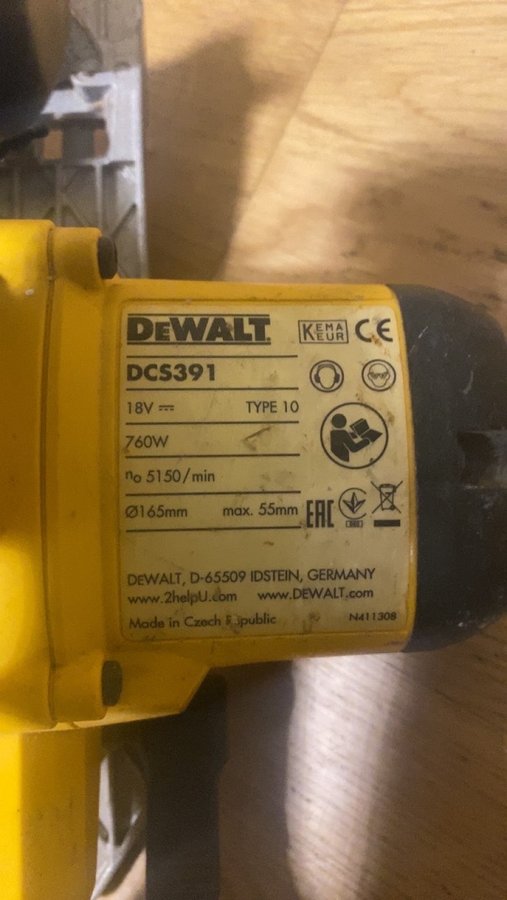 DEWALT
KEMA
EUR
CE
DCS391
18V TYPE 10
760W
n₀ 5150/min
Ø165mm max. 55mm
EAC
DEWALT, D-65509 IDSTEIN, GERMANY
www.2helpU.com www.DEWALT.com
Made in Czech Republic N411308